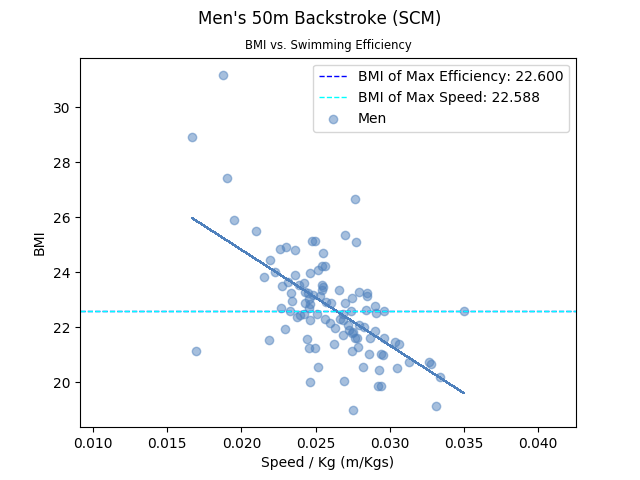 Men's 50m Backstroke (SCM)
BMI vs. Swimming Efficiency
BMI of Max Efficiency: 22.600
BMI of Max Speed: 22.588
Men
BMI
30
28
26
24
22
20
0.010 0.015 0.020 0.025 0.030 0.035 0.040
Speed / Kg (m/Kgs)